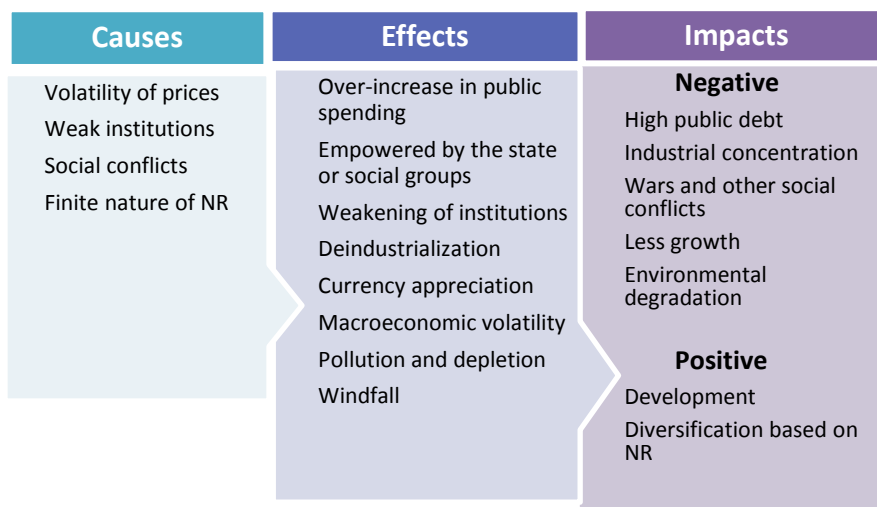 Causes
Volatility of prices
Weak institutions
Social conflicts
Finite nature of NR
Effects
Over-increase in public
spending
Empowered by the state
or social groups
Weakening of institutions
Deindustrialization
Currency appreciation
Macroeconomic volatility
Pollution and depletion
Windfall
Impacts
Negative
High public debt
Industrial concentration
Wars and other social
conflicts
Less growth
Environmental
degradation
Positive
Development
Diversification based on
NR